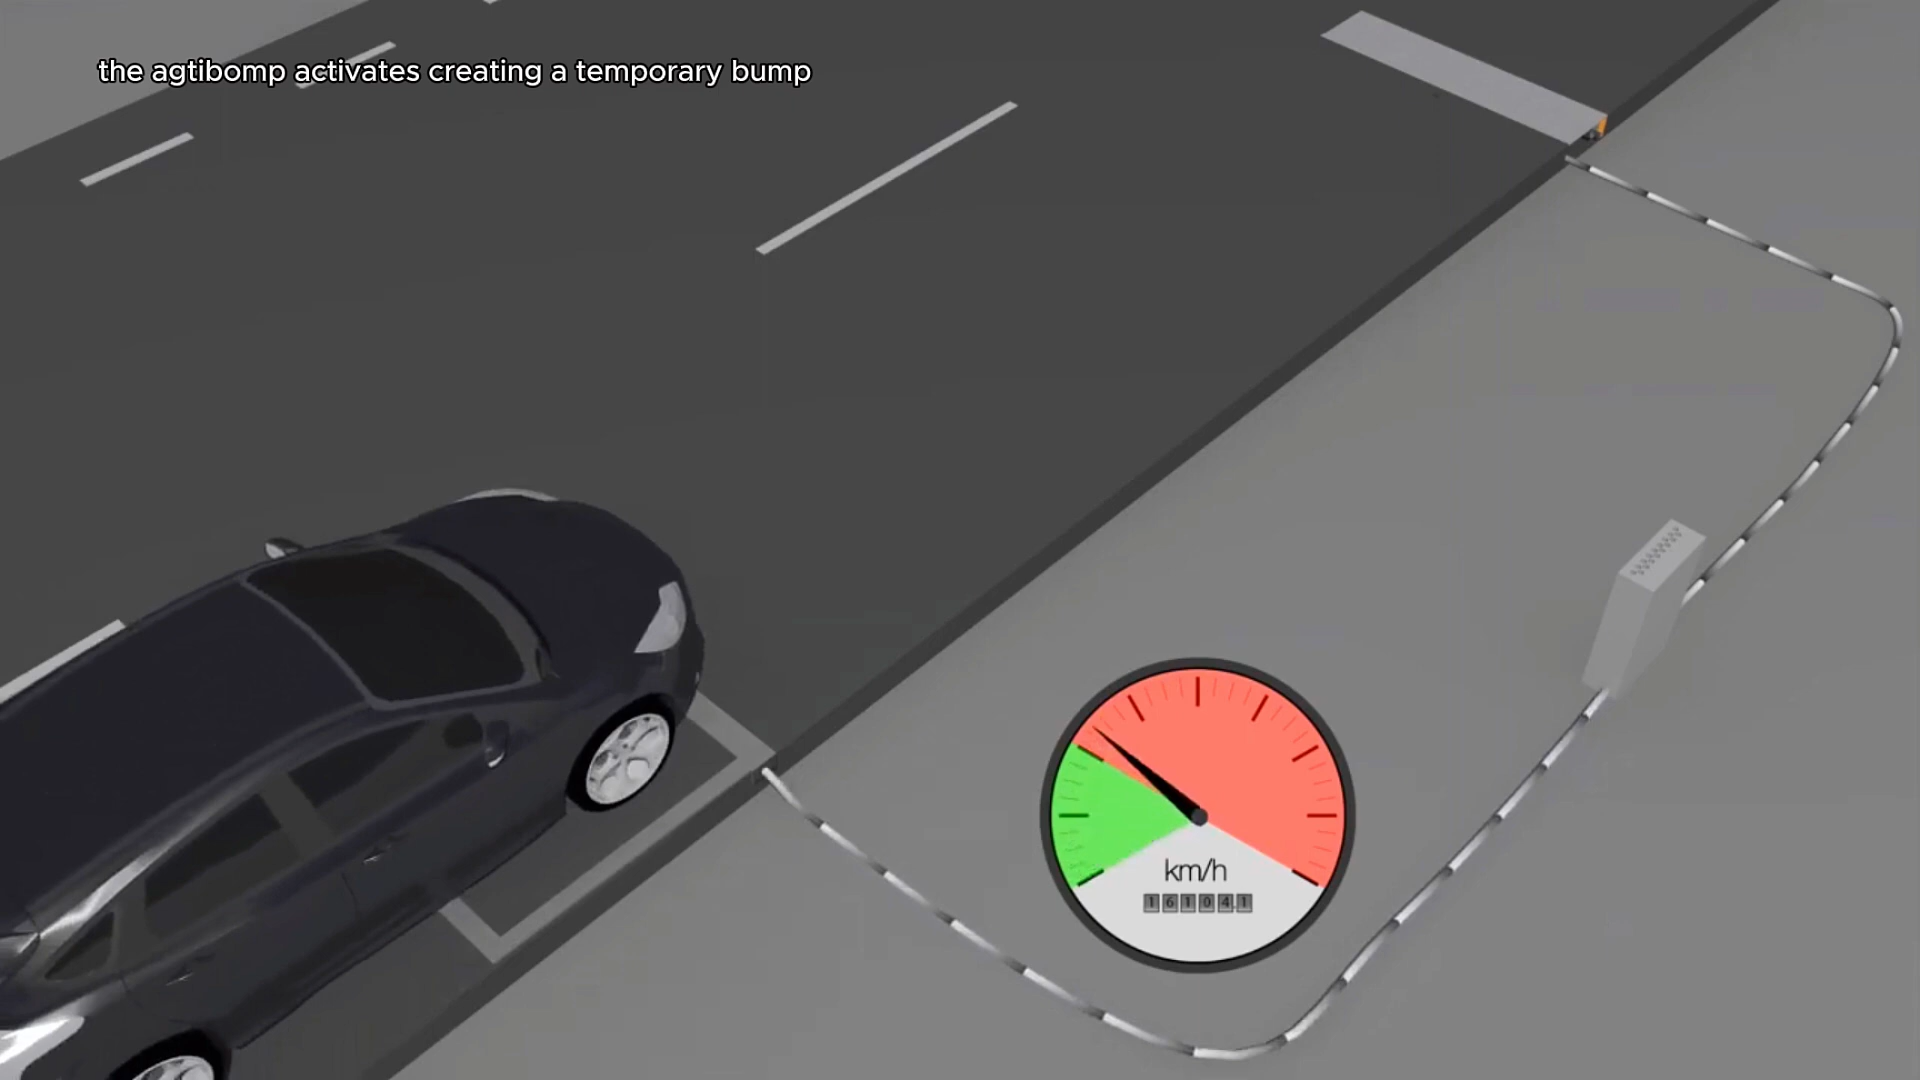 the agtibomp activates creating a temporary bump
km/h
161041